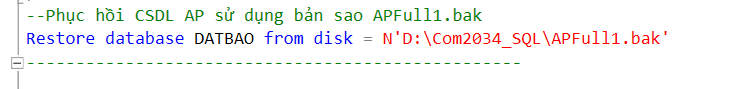 --Phục hồi CSDL AP sử dụng bản sao APFull1.bak
Restore database DATBAO from disk = N'D:\Com2034_SQL\APFull1.bak'
--------------------------------------------------